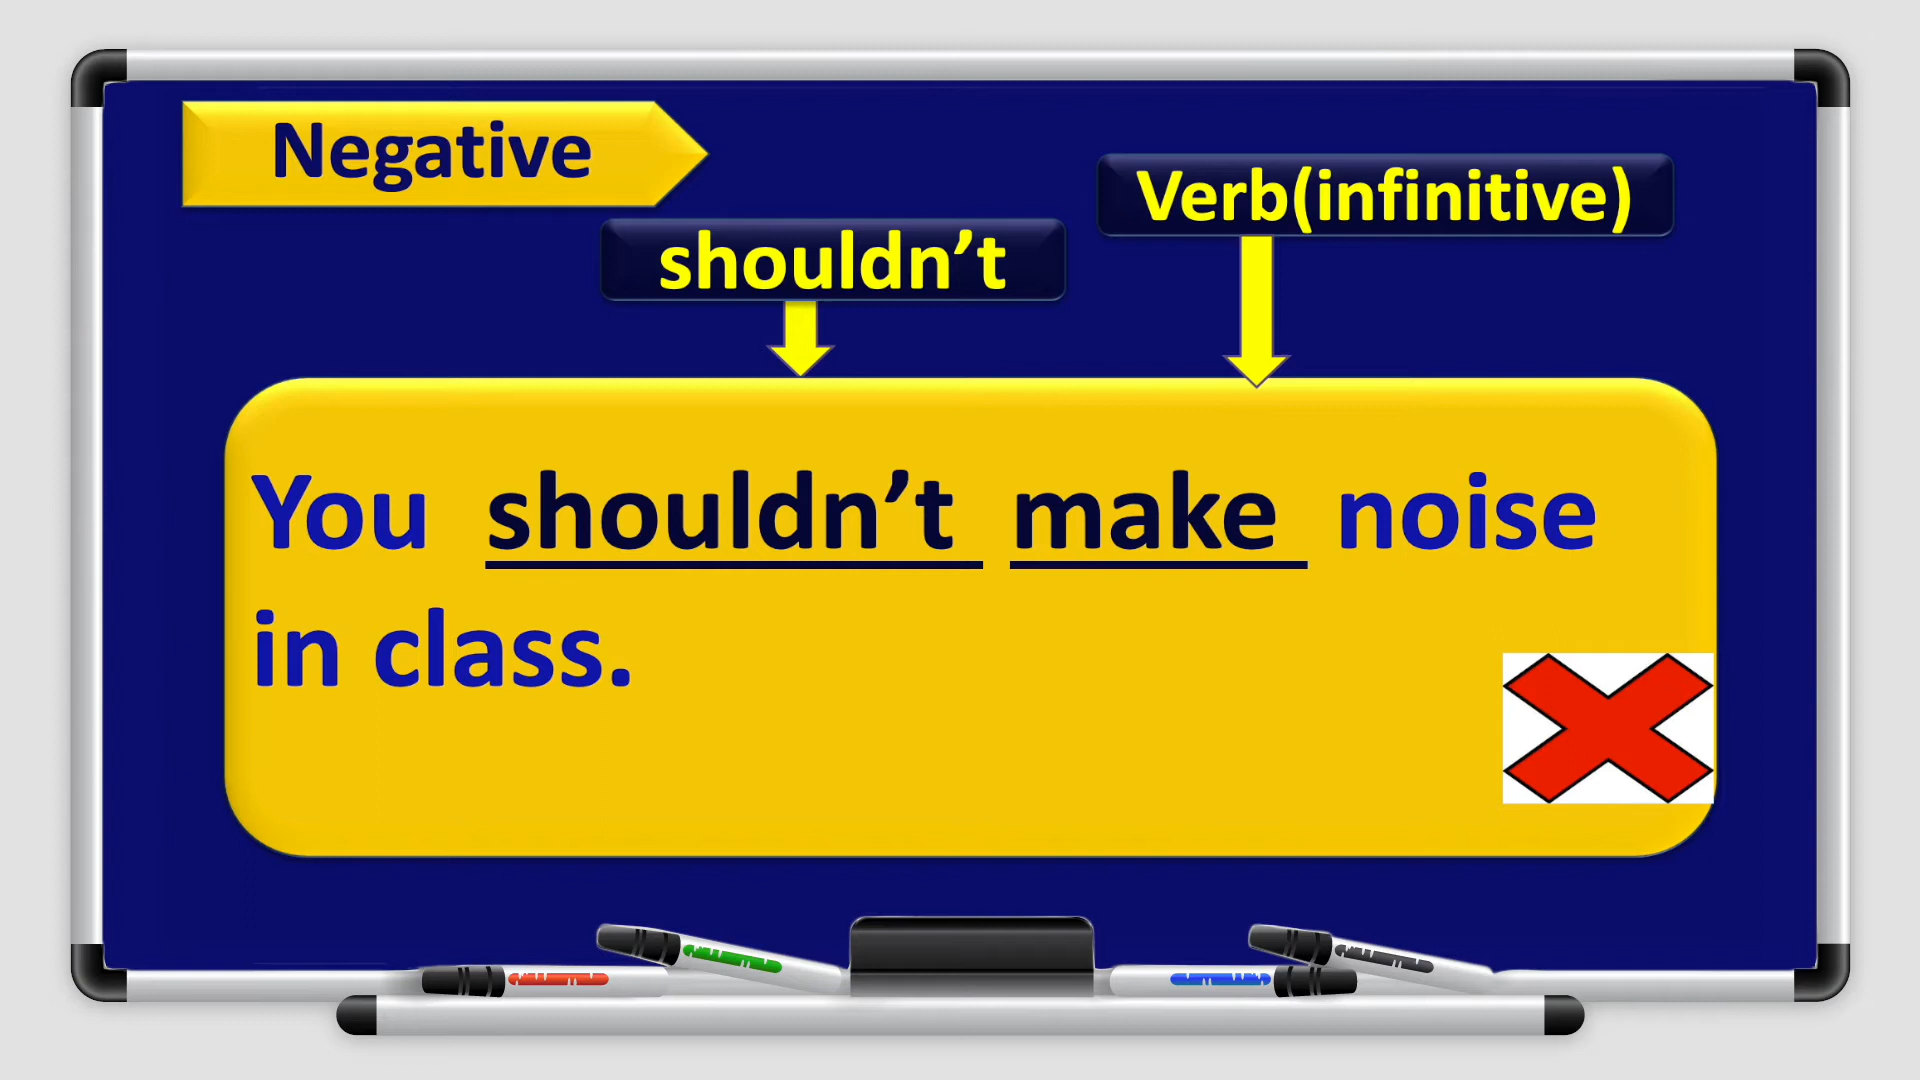 Negative
Verb(infinitive)
shouldn’t
You shouldn’t make noise
in class.